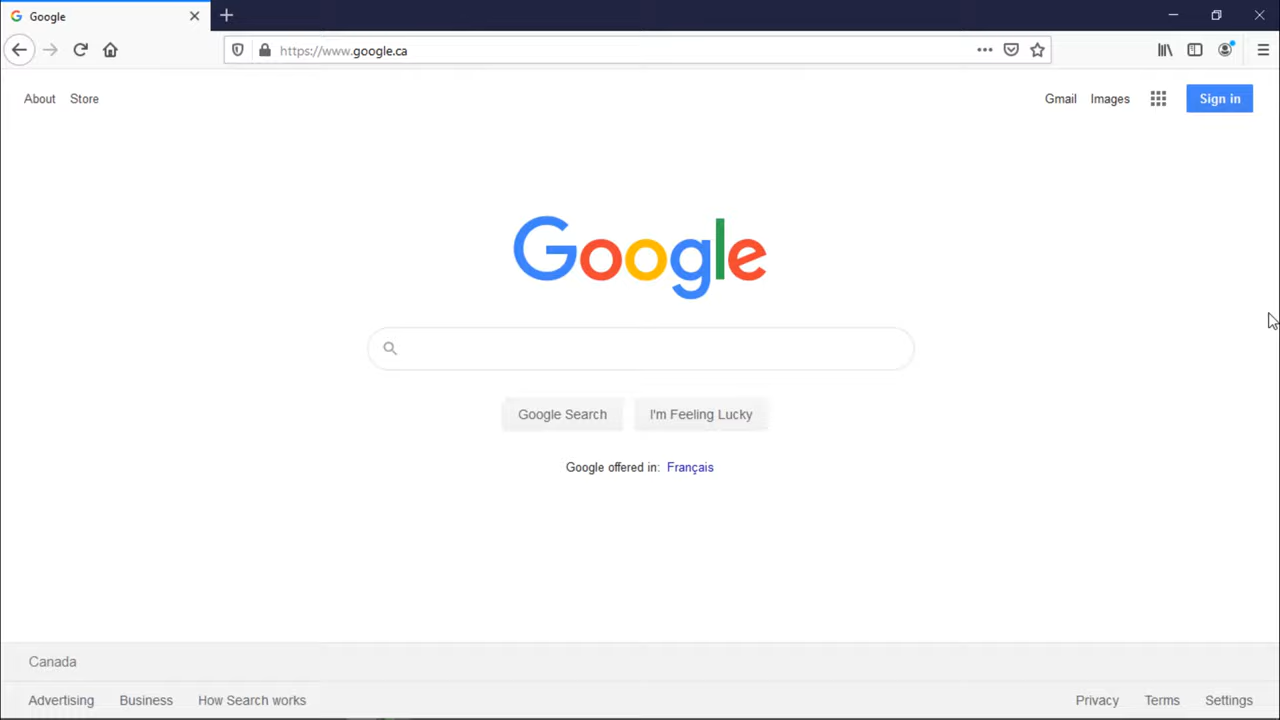 Google
https://www.google.ca
About Store Gmail Images Sign in
Google
Google Search I'm Feeling Lucky
Google offered in: Français
Canada
Advertising Business How Search works Privacy Terms Settings